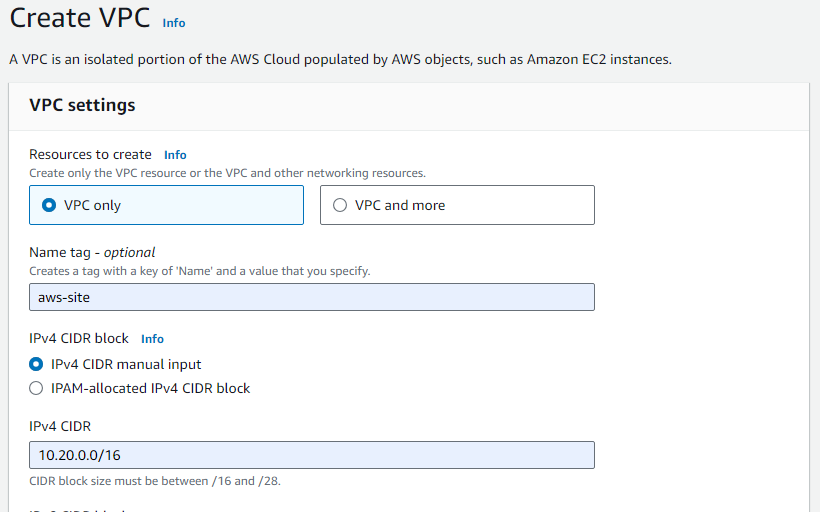 Create VPC Info
A VPC is an isolated portion of the AWS Cloud populated by AWS objects, such as Amazon EC2 instances.
VPC settings
Resources to create Info
Create only the VPC resource or the VPC and other networking resources.
VPC only
VPC and more
Name tag - optional
Creates a tag with a key of 'Name' and a value that you specify.
aws-site
IPv4 CIDR block Info
IPv4 CIDR manual input
IPAM-allocated IPv4 CIDR block
IPv4 CIDR
10.20.0.0/16
CIDR block size must be between /16 and /28.